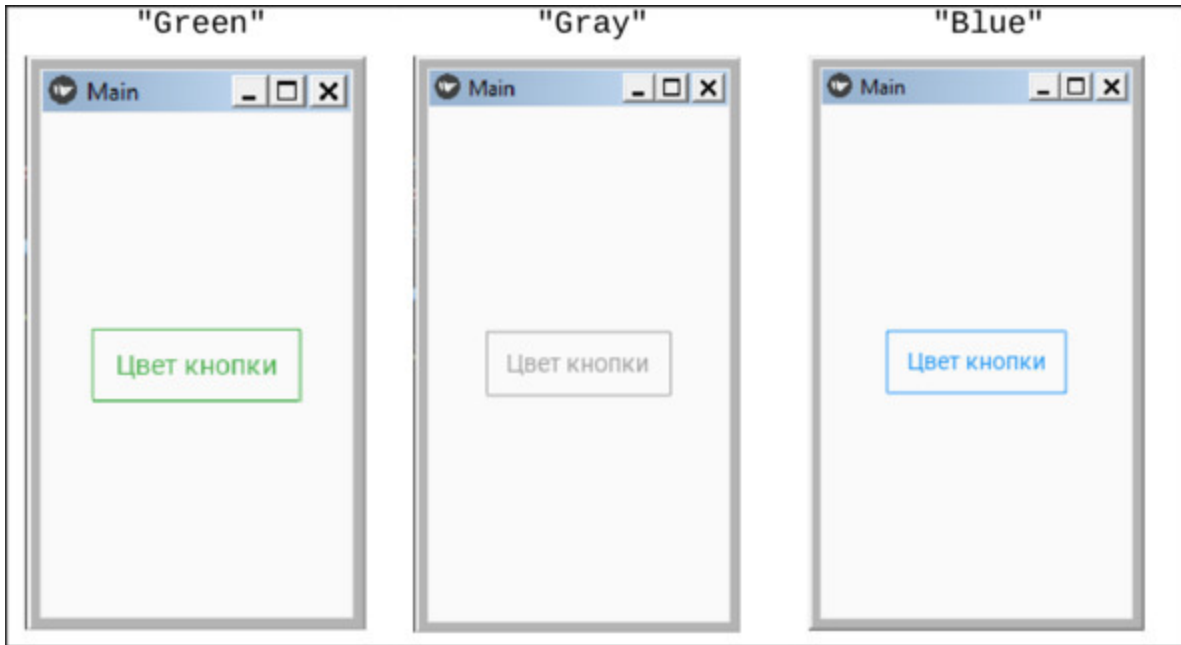 "Green"
"Gray"
"Blue"
Main
Main
Main
Цвет кнопки
Цвет кнопки
Цвет кнопки